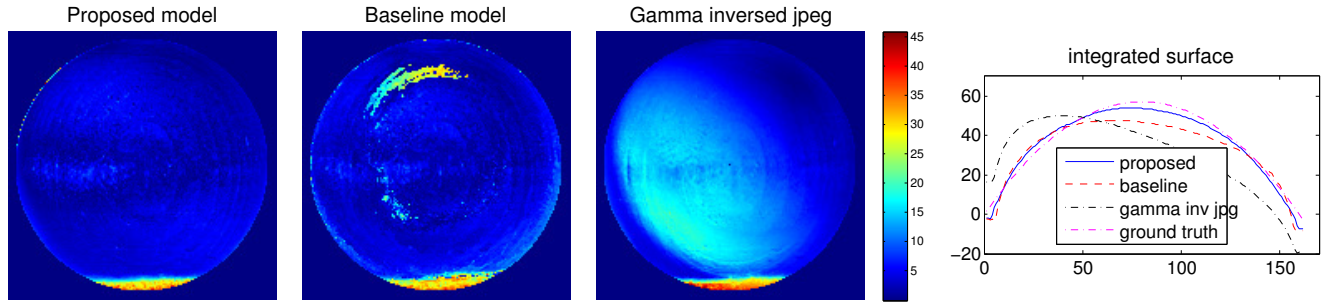 Proposed model
Baseline model
Gamma inversed jpeg
45
40
35
30
25
20
15
10
5
integrated surface
60
40
20
0
−20
0
50
100
150
proposed
baseline
gamma inv jpg
ground truth